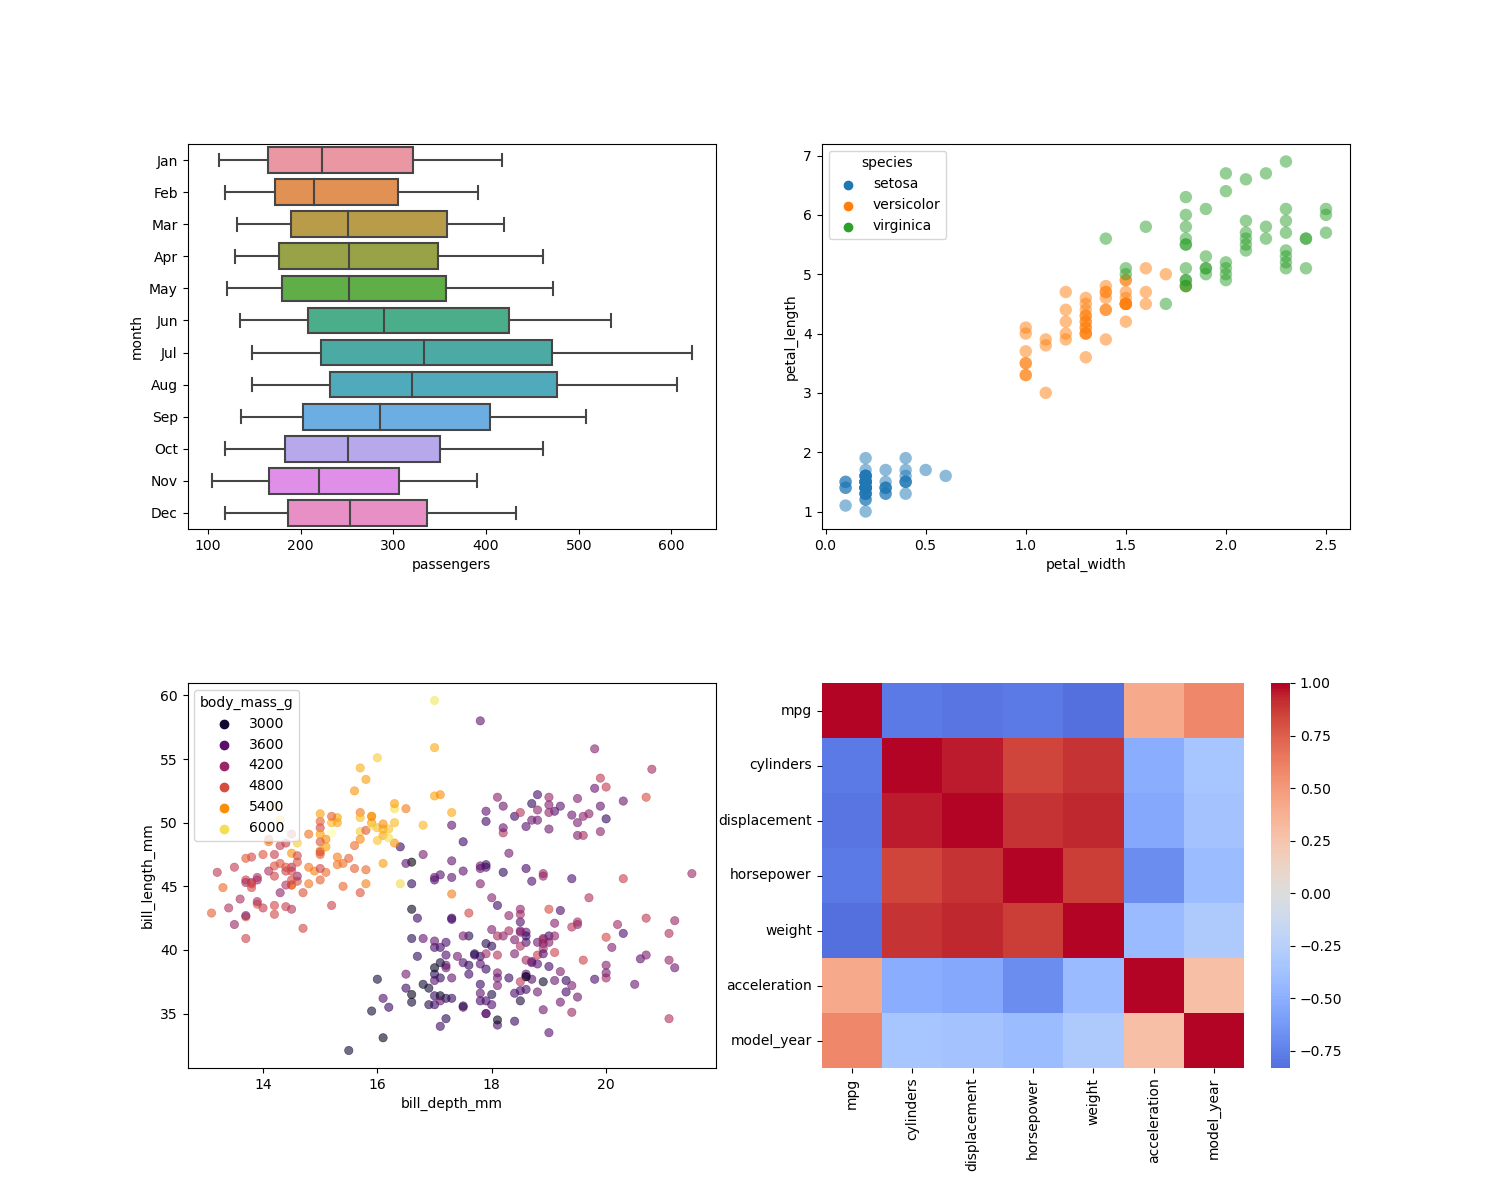 Jan
Feb
Mar
Apr
May
Jun
Jul
Aug
Sep
Oct
Nov
Dec
month
100 200 300 400 500 600
passengers
species
setosa
versicolor
virginica
7
6
5
4
3
2
1
petal_length
0.0 0.5 1.0 1.5 2.0 2.5
petal_width
body_mass_g
3000
3600
4200
4800
5400
6000
60
55
50
45
40
35
bill_length_mm
14 16 18 20
bill_depth_mm
mpg
cylinders
displacement
horsepower
weight
acceleration
model_year
mpg
cylinders
displacement
horsepower
weight
acceleration
model_year
1.00
0.75
0.50
0.25
0.00
−0.25
−0.50
−0.75